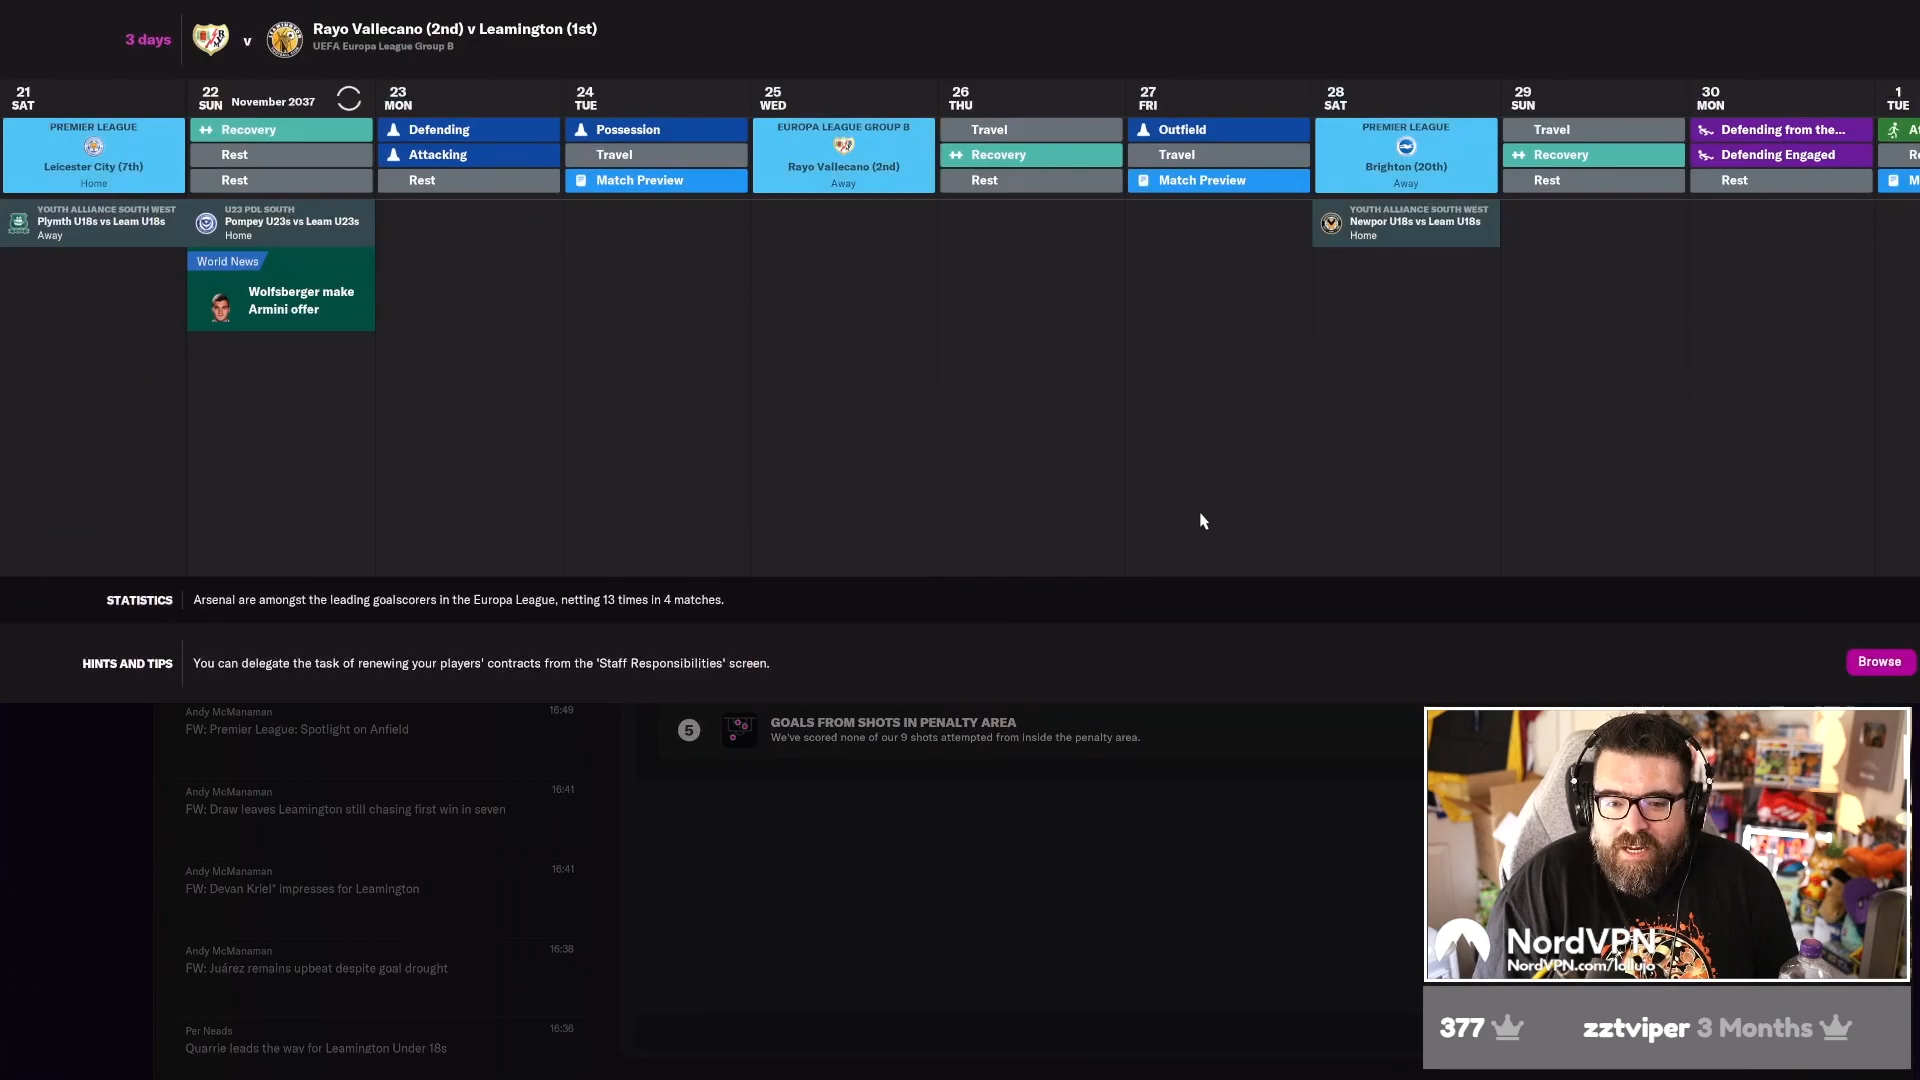 3 days
v
Rayo Vallecano (2nd) v Leamington (1st)
UEFA Europa League Group B
21
SAT
22
SUN November 2037
23
MON
24
TUE
25
WED
26
THU
27
FRI
28
SAT
29
SUN
30
MON
1
TUE
PREMIER LEAGUE
Leicester City (7th)
Home
Recovery
Rest
Rest
Defending
Attacking
Rest
Possession
Travel
Match Preview
EUROPA LEAGUE GROUP B
Rayo Vallecano (2nd)
Away
Travel
Recovery
Rest
Outfield
Travel
Match Preview
PREMIER LEAGUE
Brighton (20th)
Away
Travel
Recovery
Rest
Defending from the...
Defending Engaged
Rest
YOUTH ALLIANCE SOUTH WEST
Plymth U18s vs Leam U18s
Away
U23 PDL SOUTH
Pompey U23s vs Leam U23s
Home
YOUTH ALLIANCE SOUTH WEST
Newpor U18s vs Leam U18s
Home
World News
Wolfsberger make
Armini offer
STATISTICS
Arsenal are amongst the leading goalscorers in the Europa League, netting 13 times in 4 matches.
HINTS AND TIPS
You can delegate the task of renewing your players' contracts from the 'Staff Responsibilities' screen.
Browse
Andy McManaman 16:49
FW: Premier League: Spotlight on Anfield
Andy McManaman 16:41
FW: Draw leaves Leamington still chasing first win in seven
Andy McManaman 16:41
FW: Devan Kriel* impresses for Leamington
Andy McManaman 16:38
FW: Juárez remains upbeat despite goal drought
Per Neads 16:36
Quarrie leads the way for Leamington Under 18s
5
GOALS FROM SHOTS IN PENALTY AREA
We've scored none of our 9 shots attempted from inside the penalty area.
NordVPN
NordVPN.com/lollujo
377
zztviper 3 Months